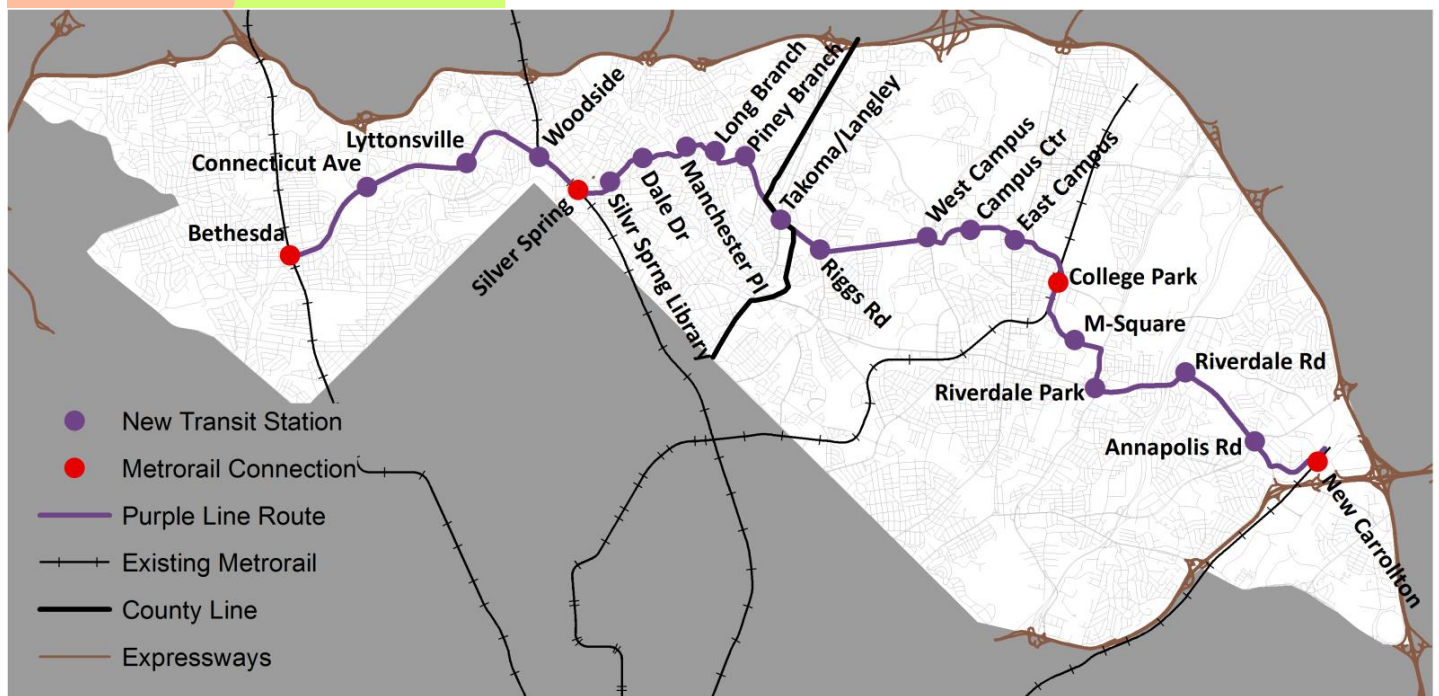 Bethesda
Connecticut Ave
Lyttonsville
Woodside
Silver Spring
Silvr Sprng Library
Dale Dr
Manchester Pl
Long Branch
Piney Branch
Takoma/Langley
Riggs Rd
West Campus
Campus Ctr
East Campus
College Park
M-Square
Riverdale Park
Riverdale Rd
Annapolis Rd
New Carrollton
New Transit Station
Metrorail Connection
Purple Line Route
Existing Metrorail
County Line
Expressways